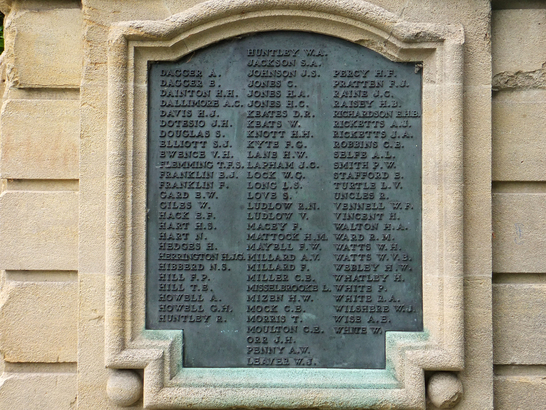 DAGGER A.
DAGGER E.
DAINTON H.H.
DALLIMORE A.C.
DAVIS H.J.
DOTESIO J.H.
DOUGLAS S.
ELLIOTT S.J.
EWENCE V.H.
FLEMMING T.F.S.
FRANKLIN E.J.
FRANKLIN F.
GARD E.W.
GILES W.
HACK E.F.
HART H.S.
HART N.
HEDGES H.
HERRINGTON H.J.G.
HIBBERD N.S.
HILL F.P.
HILL T.E.
HOWELL A.
HOWELL G.H.
HUNTLEY R.
HUNTLEY W.A.
JACKSON S.A.
JOHNSON J.S.
JONES C.
JONES H.A.
JONES H.C.
KEATES D.R.
KEATS W.
KNOTT H.H.
KYTE F.G.
LANE H.W.
LAPHAM J.C.
LOCK W.G.
LONG L.S.
LOVE S.
LUDLOW R.N.
LUDLOW V.
MACEY F.
MATTOCK H.M.
MAYELL F.W.
MILLARD A.V.
MILLARD F.
MILLER C.E.
MISSELBROOKE L.
MIZEN H.W.
MOCK C.E.
MORRIS T.
MOULTON C.E.
ORR J.H.
PENNY A.W.
LEAVER W.J.
PERCY H.F.
PRATTEN F.J.
RAINE J.C.
RAISEY H.B.
RICHARDSON E.H.B.
RICKETTS A.J.
RICKETTS J.A.
ROBBINS C.E.
SELFE A.L.
SMITH P.W.
STAFFORD E.
TURTLE L.V.
UNCLES R.
VENNELL W.F.
VINCENT H.
WALTON H.A.
WARD R.M.
WATTS W.H.
WATTS W.V.B.
WEBLEY H.W.
WHATLEY H.
WHITE P.
WHITE R.A.
WILSHERE W.J.
WISE A.E.
WHITE W.